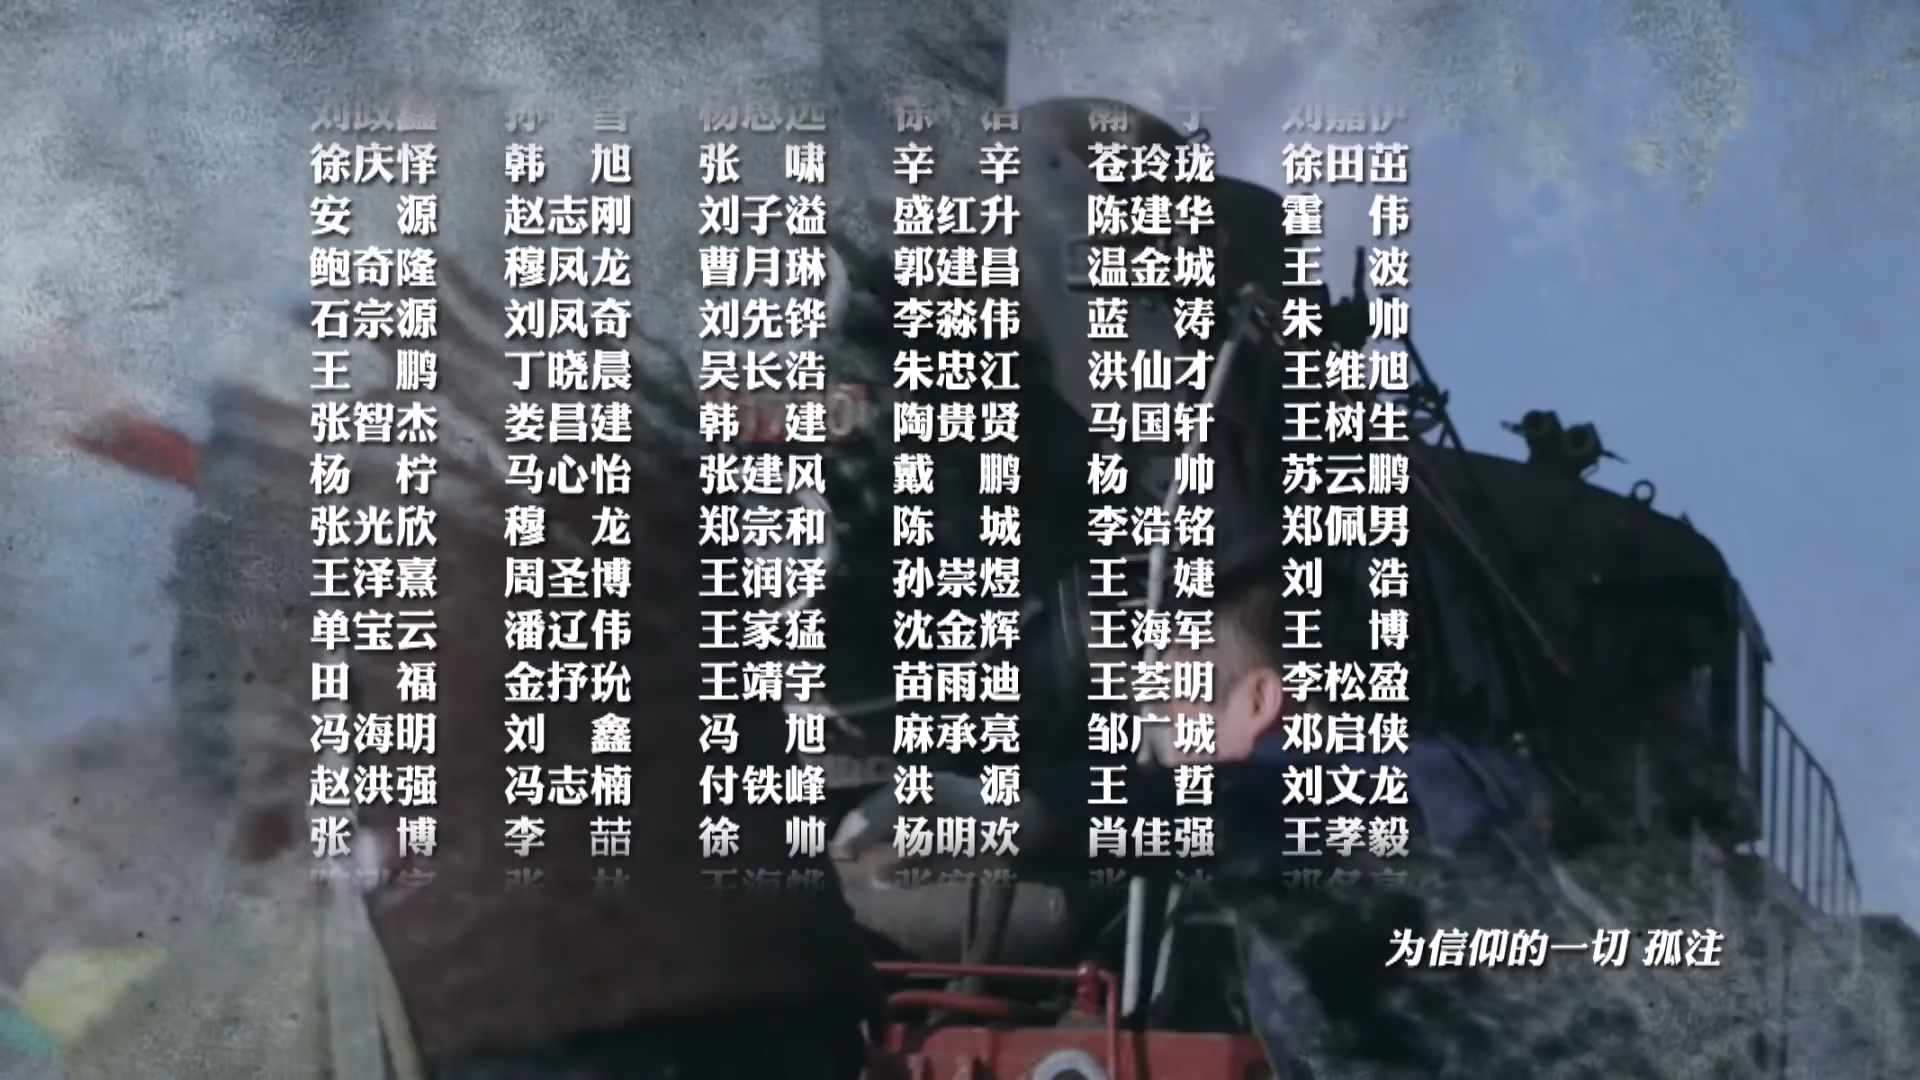 徐庆怿 韩 旭 张 啸 辛 辛 苍玲珑 徐田茁
安 源 赵志刚 刘子溢 盛红升 陈建华 霍 伟
鲍奇隆 穆凤龙 曹月琳 郭建昌 温金城 王 波
石宗源 刘凤奇 刘先铧 李淼伟 蓝 涛 朱 帅
王 鹏 丁晓晨 吴长浩 朱忠江 洪仙才 王维旭
张智杰 娄昌建 韩 建 陶贵贤 马国轩 王树生
杨 柠 马心怡 张建风 戴 鹏 杨 帅 苏云鹏
张光欣 穆 龙 郑宗和 陈 城 李浩铭 郑佩男
王泽熹 周圣博 王润泽 孙崇煜 王 婕 刘 浩
单宝云 潘辽伟 王家猛 沈金辉 王海军 王 博
田 福 金抒玧 王靖宇 苗雨迪 王荟明 李松盈
冯海明 刘 鑫 冯 旭 麻承亮 邹广城 邓启侠
赵洪强 冯志楠 付铁峰 洪 源 王 哲 刘文龙
张 博 李 喆 徐 帅 杨明欢 肖佳强 王孝毅
为信仰的一切 孤注